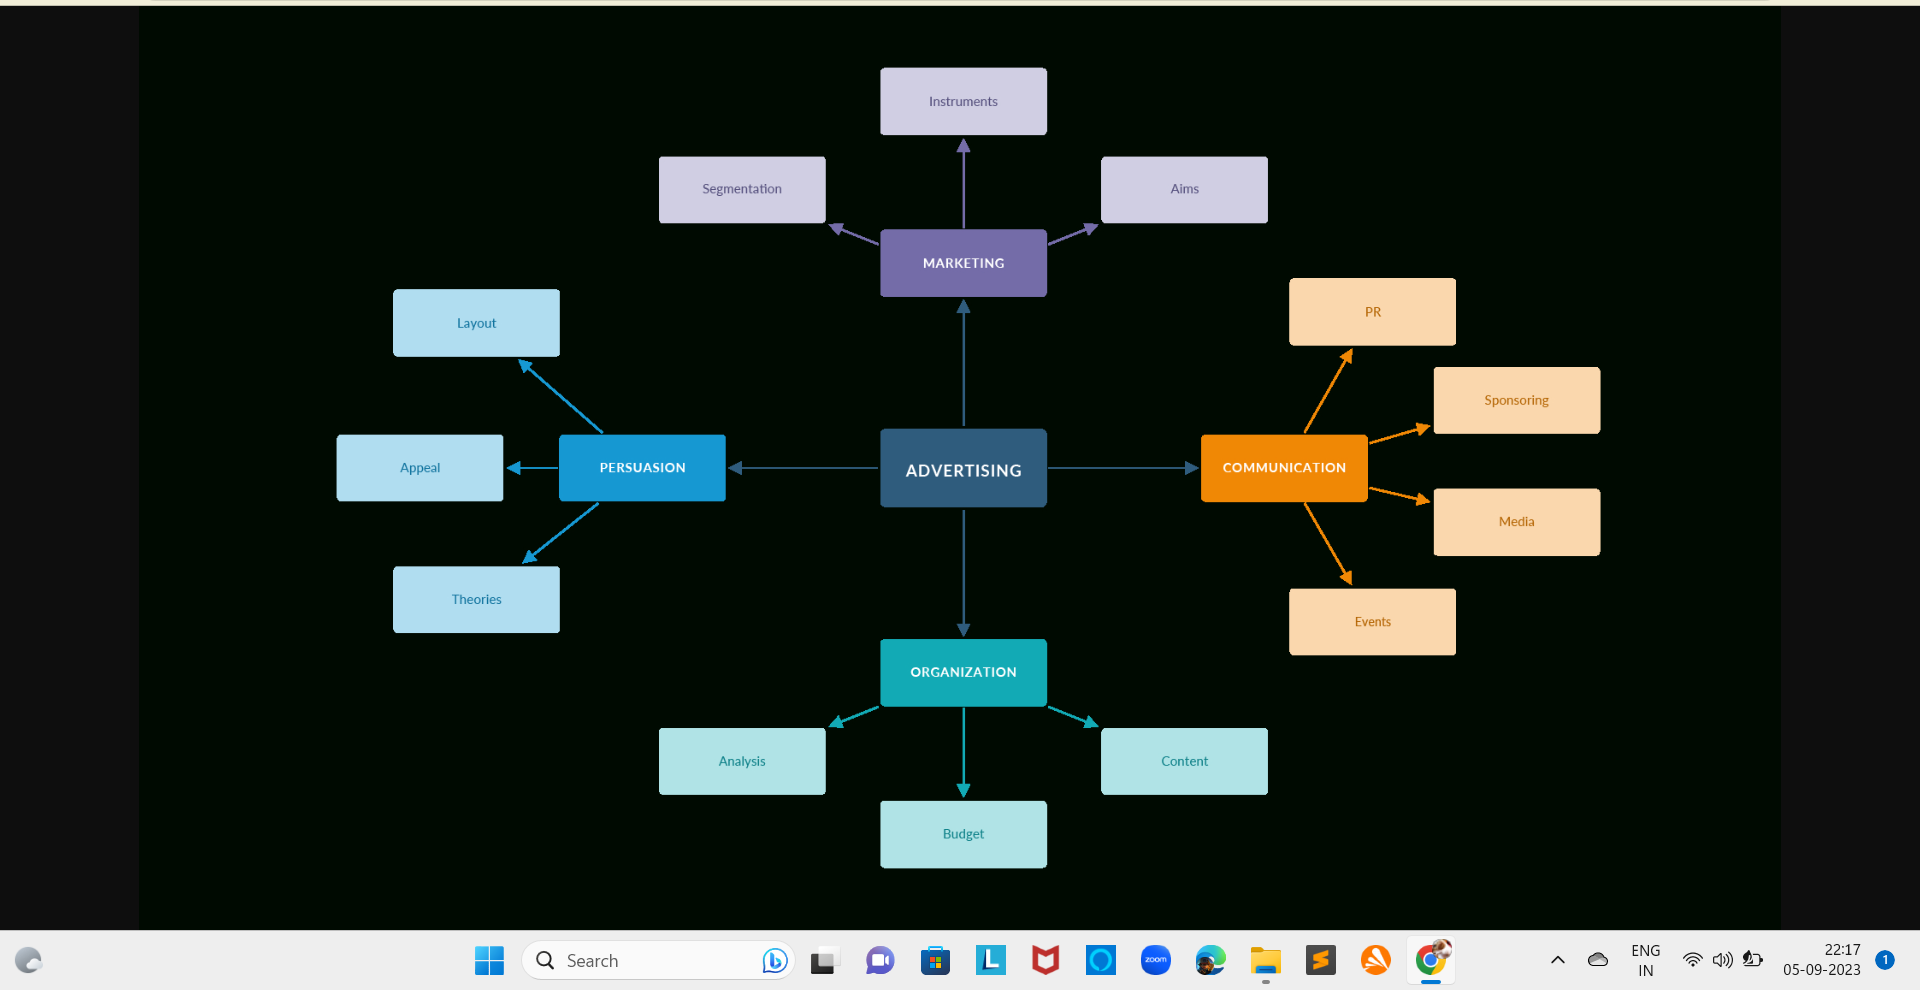 Instruments
Segmentation
Aims
MARKETING
PR
Layout
Sponsoring
Appeal
PERSUASION
ADVERTISING
COMMUNICATION
Media
Theories
Events
ORGANIZATION
Analysis
Content
Budget
Search
L
zoom
ENG
IN
22:17
05-09-2023
1